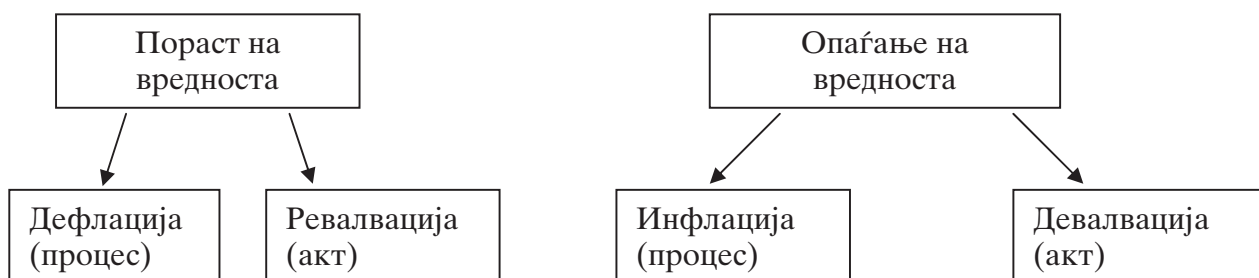 Пораст на
вредноста
Опаѓање на
вредноста
Дефлација
(процес)
Ревалвација
(акт)
Инфлација
(процес)
Девалвација
(акт)